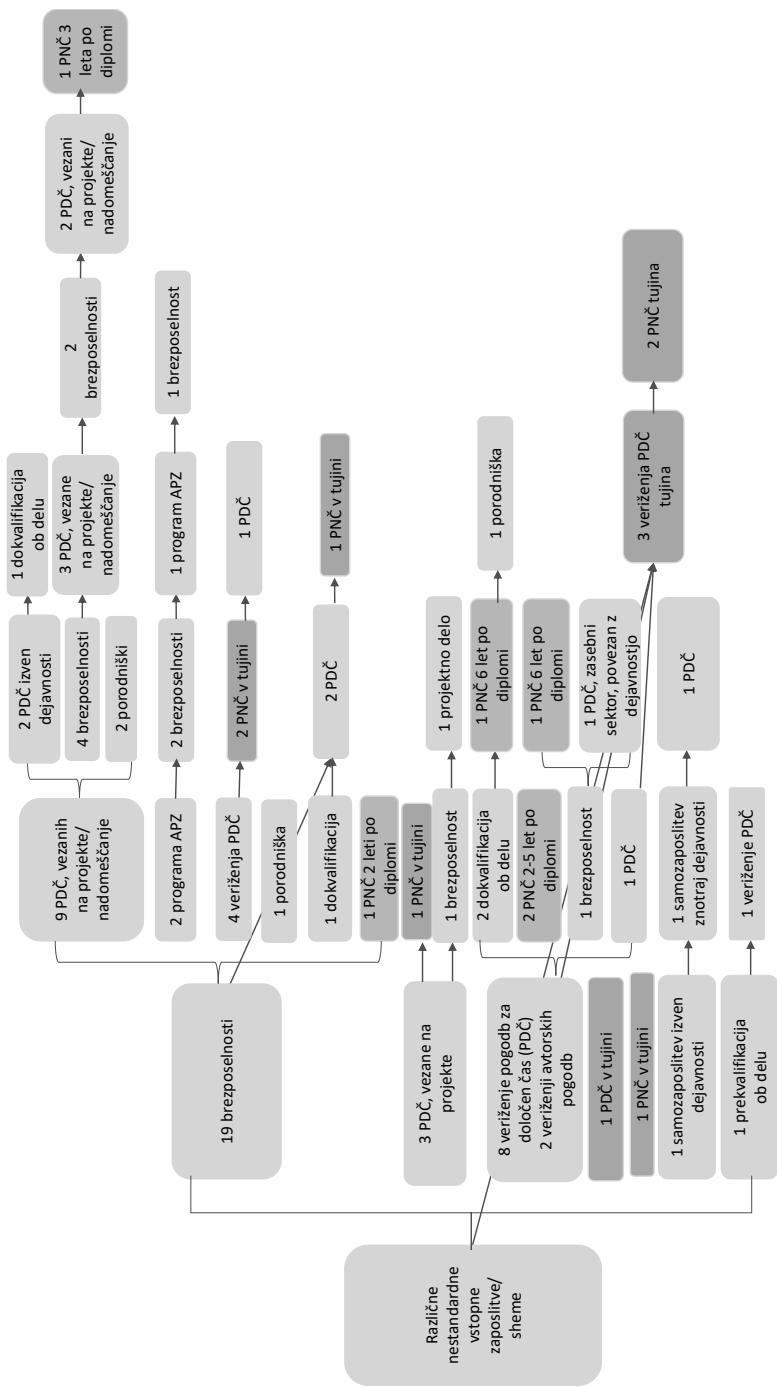 Različne
nestandardne
vstopne
zaposlitve/
sheme
19 brezposelnosti
3 PDČ, vezane na
projekte
8 veriženje pogodb za
določen čas (PDČ)
2 veriženji avtorskih
pogodb
1 PDČ v tujini
1 PNČ v tujini
1 samozaposlitev izven
dejavnosti
1 prekvalifikacija
ob delu
9 PDČ, vezanih
na projekte/
nadomeščanje
2 programa APZ
4 veriženja PDČ
1 porodniška
1 dokvalifikacija
1 PNČ 2 leti po
diplomi
1 PNČ v tujini
1 brezposelnost
2 dokvalifikacija
ob delu
2 PNČ 2-5 let po
diplomi
1 brezposelnost
1 PDČ
1 samozaposlitev
znotraj dejavnosti
1 veriženje PDČ
2 PDČ izven
dejavnosti
4 brezposelnosti
2 porodniški
2 brezposelnosti
2 PNČ v tujini
2 PDČ
1 projektno delo
1 PNČ 6 let po
diplomi
1 PNČ 6 let po
diplomi
1 PDČ, zasebni
sektor, povezan z
dejavnostjo
1 PDČ
1 dokvalifikacija
ob delu
3 PDČ, vezane
na projekte/
nadomeščanje
1 program APZ
1 PDČ
1 PNČ v tujini
1 porodniška
3 veriženja PDČ
tujina
2
brezposelnosti
1 brezposelnost
2 PNČ tujina
2 PDČ, vezani
na projekte/
nadomeščanje
1 PNČ 3
leta po
diplomi